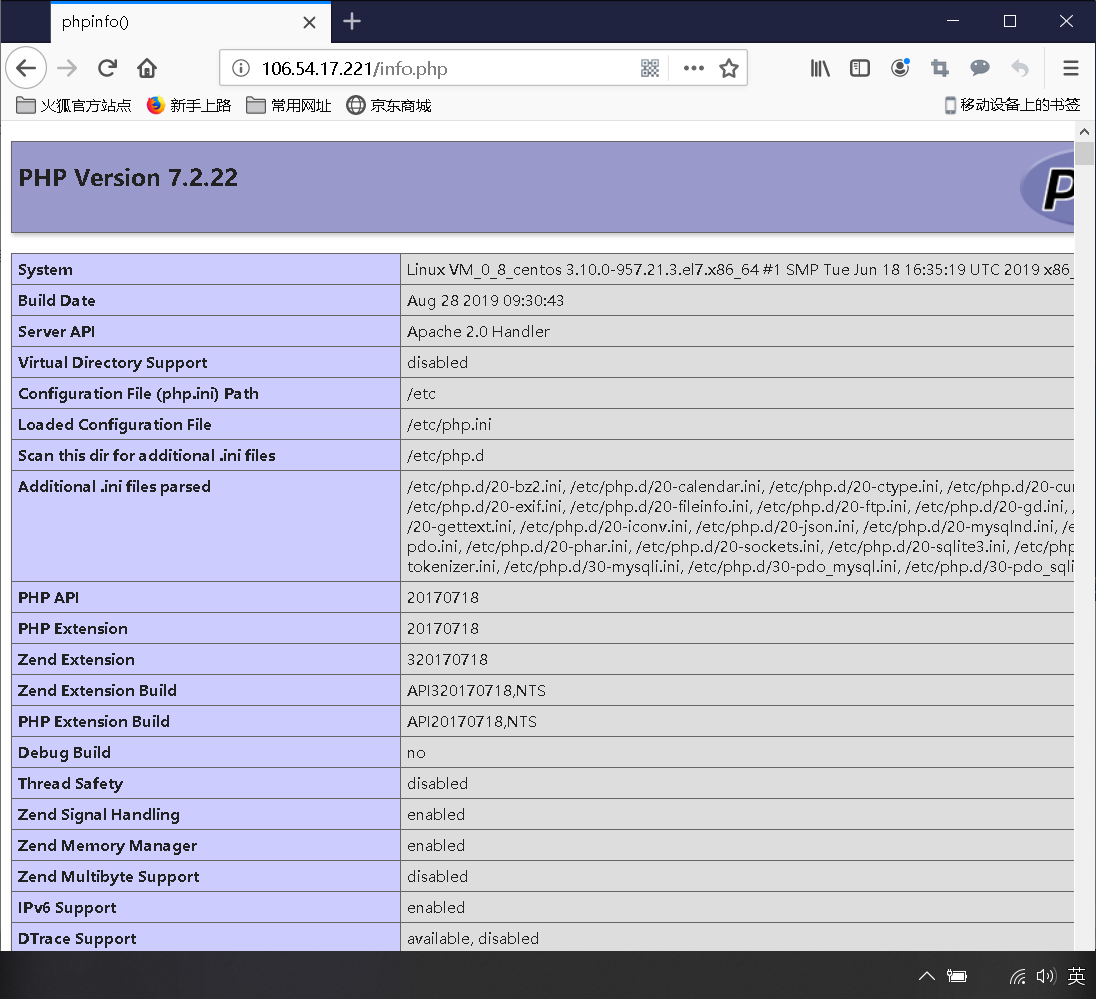 phpinfo()
106.54.17.221/info.php
火狐官方站点 新手上路 常用网址 京东商城 移动设备上的书签
PHP Version 7.2.22
System Linux VM_0_8_centos 3.10.0-957.21.3.el7.x86_64 #1 SMP Tue Jun 18 16:35:19 UTC 2019 x86_
Build Date Aug 28 2019 09:30:43
Server API Apache 2.0 Handler
Virtual Directory Support disabled
Configuration File (php.ini) Path /etc
Loaded Configuration File /etc/php.ini
Scan this dir for additional .ini files /etc/php.d
Additional .ini files parsed /etc/php.d/20-bz2.ini, /etc/php.d/20-calendar.ini, /etc/php.d/20-ctype.ini, /etc/php.d/20-cu
/etc/php.d/20-exif.ini, /etc/php.d/20-fileinfo.ini, /etc/php.d/20-ftp.ini, /etc/php.d/20-gd.ini, /
/20-gettext.ini, /etc/php.d/20-iconv.ini, /etc/php.d/20-json.ini, /etc/php.d/20-mysqlnd.ini, /e
pdo.ini, /etc/php.d/20-phar.ini, /etc/php.d/20-sockets.ini, /etc/php.d/20-sqlite3.ini, /etc/php
tokenizer.ini, /etc/php.d/30-mysqli.ini, /etc/php.d/30-pdo_mysql.ini, /etc/php.d/30-pdo_sqli
PHP API 20170718
PHP Extension 20170718
Zend Extension 320170718
Zend Extension Build API320170718,NTS
PHP Extension Build API20170718,NTS
Debug Build no
Thread Safety disabled
Zend Signal Handling enabled
Zend Memory Manager enabled
Zend Multibyte Support disabled
IPv6 Support enabled
DTrace Support available, disabled
英